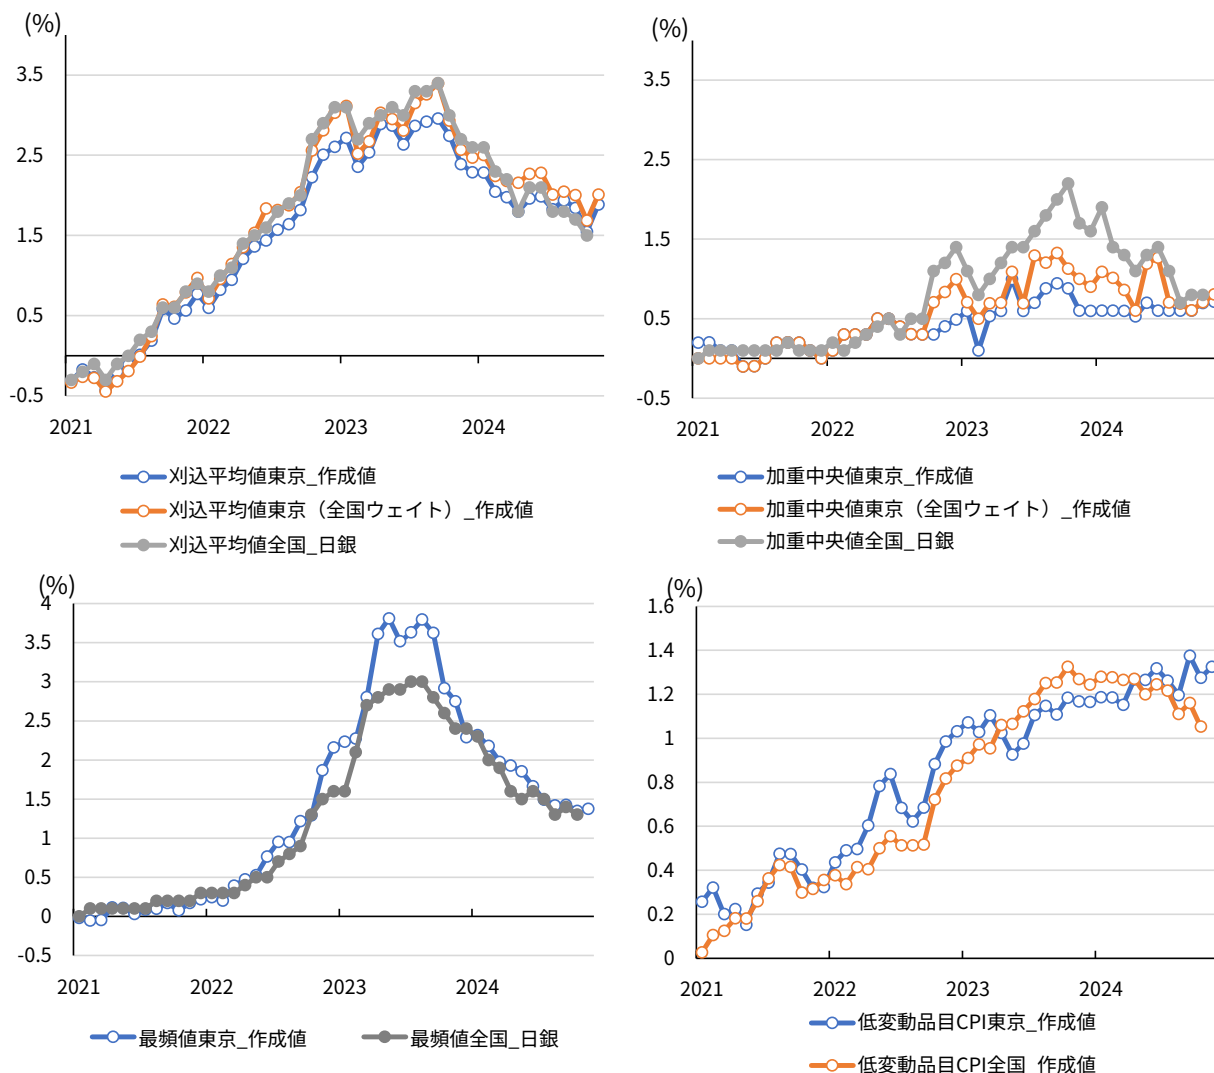 (%)
3.5
2.5
1.5
0.5
-0.5
2021 2022 2023 2024
刈込平均値東京_作成値
刈込平均値東京（全国ウェイト）_作成値
刈込平均値全国_日銀
(%)
3.5
2.5
1.5
0.5
-0.5
2021 2022 2023 2024
加重中央値東京_作成値
加重中央値東京（全国ウェイト）_作成値
加重中央値全国_日銀
(%)
4
3.5
3
2.5
2
1.5
1
0.5
0
-0.5
2021 2022 2023 2024
最頻値東京_作成値 最頻値全国_日銀
(%)
1.6
1.4
1.2
1
0.8
0.6
0.4
0.2
0
2021 2022 2023 2024
低変動品目CPI東京_作成値
低変動品目CPI全国_作成値